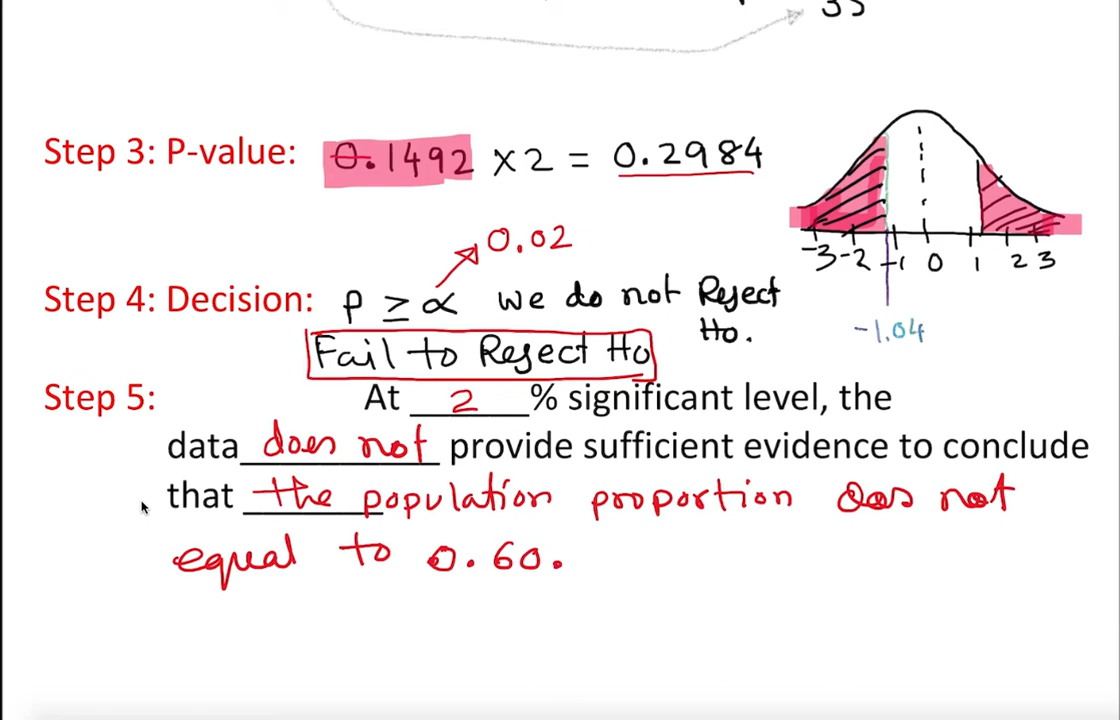 35
Step 3: P-value: 0.1492 × 2 = 0.2984
0.02
-3 -2 -1 0 1 2 3
Step 4: Decision: P ≥ α we do not Reject
Ho.
-1.04
Fail to Reject Ho
Step 5: At 2 % significant level, the
data does not provide sufficient evidence to conclude
that the population proportion does not
equal to 0.60.